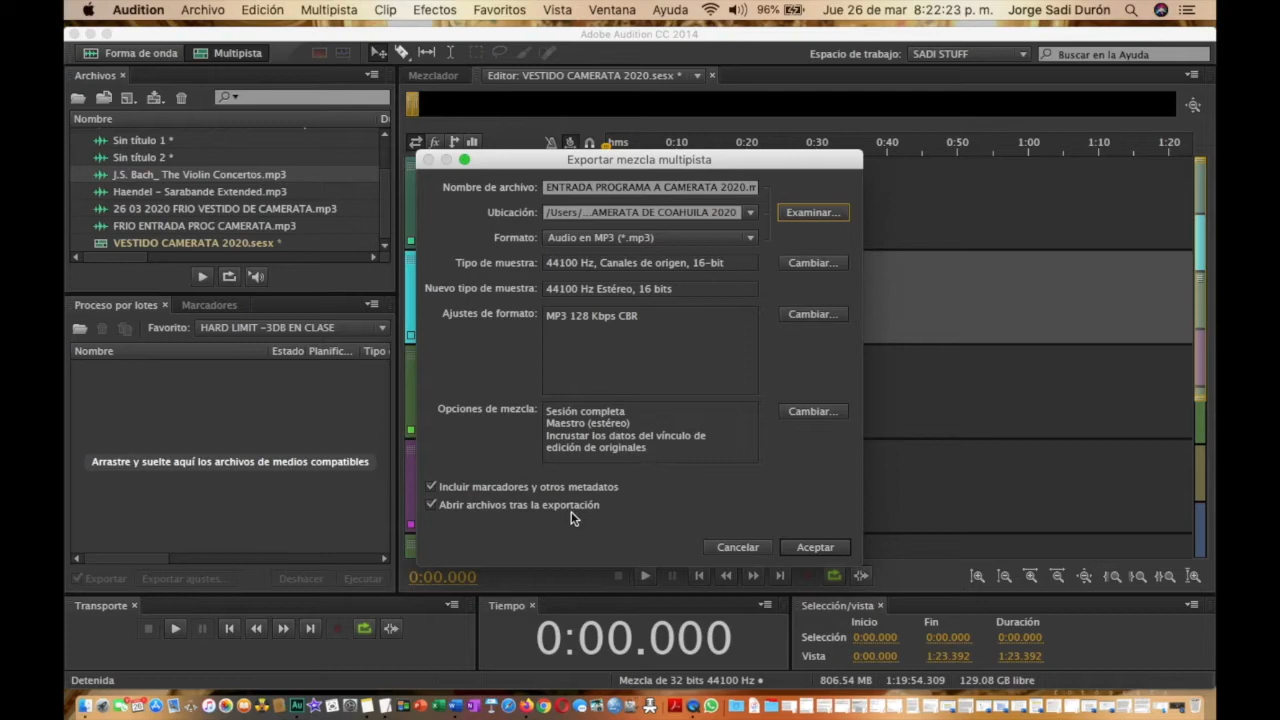 Audition Archivo Edición Multipista Clip Efectos Favoritos Vista Ventana Ayuda 96% Jue 26 de mar 8:22:23 p. m. Jorge Sadi Durón
Adobe Audition CC 2014
Forma de onda Multipista Espacio de trabajo: SADI STUFF Buscar en la Ayuda
Archivos Mezclador Editor: VESTIDO CAMERATA 2020.sesx *
Nombre D
hms 0:10 0:20 0:30 0:40 0:50 1:00 1:10 1:20
Sin título 1 *
Sin título 2 *
J.S. Bach_ The Violin Concertos.mp3
Haendel - Sarabande Extended.mp3
26 03 2020 FRIO VESTIDO DE CAMERATA.mp3
FRIO ENTRADA PROG CAMERATA.mp3
VESTIDO CAMERATA 2020.sesx *
Exportar mezcla multipista
Nombre de archivo: ENTRADA PROGRAMA A CAMERATA 2020.m
Ubicación: /Users/...AMERATA DE COAHUILA 2020 Examinar...
Formato: Audio en MP3 (*.mp3)
Tipo de muestra: 44100 Hz, Canales de origen, 16-bit Cambiar...
Nuevo tipo de muestra: 44100 Hz Estéreo, 16 bits
Ajustes de formato: MP3 128 Kbps CBR Cambiar...
Opciones de mezcla: Sesión completa Cambiar...
Maestro (estéreo)
Incrustar los datos del vínculo de
edición de originales
Incluir marcadores y otros metadatos
Abrir archivos tras la exportación
Cancelar Aceptar
Proceso por lotes Marcadores
Favorito: HARD LIMIT -3DB EN CLASE
Nombre Estado Planific... Tipo
Arrastre y suelte aquí los archivos de medios compatibles
Exportar Exportar ajustes... Deshacer Ejecutar
0:00.000
Transporte Tiempo Selección/vista
Inicio Fin Duración
0:00.000
Selección 0:00.000 0:00.000 0:00.000
Vista 0:00.000 1:23.392 1:23.392
Detenida Mezcla de 32 bits 44100 Hz 806.54 MB 1:19:54.309 129.08 GB libre